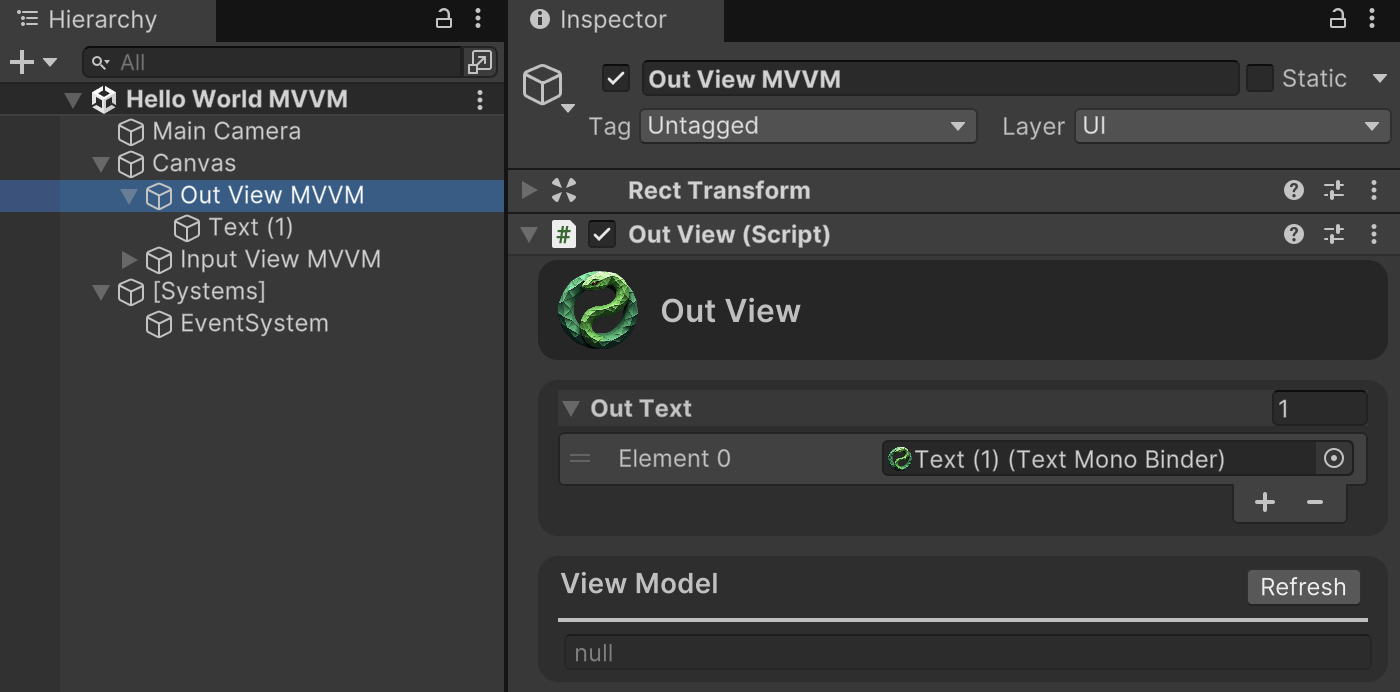 Hierarchy
All
Hello World MVVM
Main Camera
Canvas
Out View MVVM
Text (1)
Input View MVVM
[Systems]
EventSystem
Inspector
Out View MVVM
Static
Tag Untagged
Layer UI
Rect Transform
# Out View (Script)
Out View
Out Text 1
Element 0 Text (1) (Text Mono Binder)
View Model Refresh
null